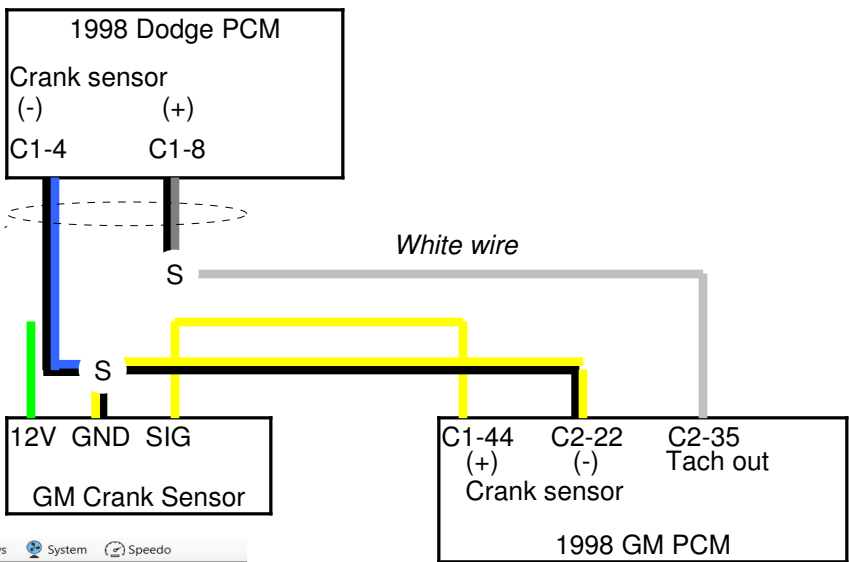 1998 Dodge PCM
Crank sensor
(-) (+)
C1-4 C1-8
White wire
S
S
12V GND SIG
GM Crank Sensor
C1-44 C2-22 C2-35
(+) (-) Tach out
Crank sensor
1998 GM PCM
System Speedo